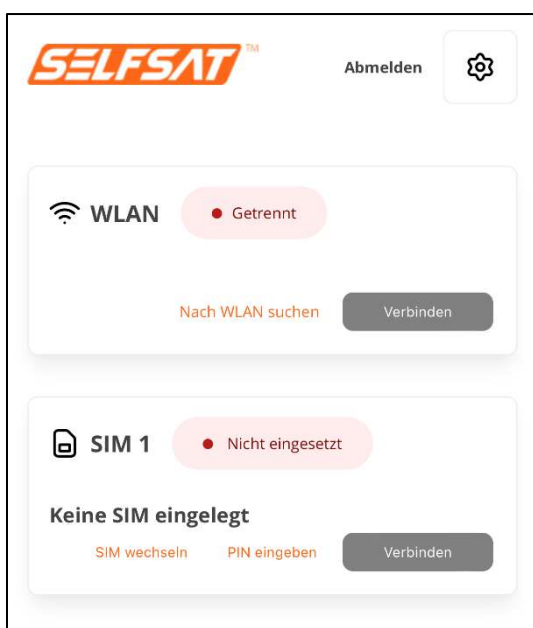 SELFSAT™
Abmelden
WLAN
Getrennt
Nach WLAN suchen
Verbinden
SIM 1
Nicht eingesetzt
Keine SIM eingelegt
SIM wechseln
PIN eingeben
Verbinden